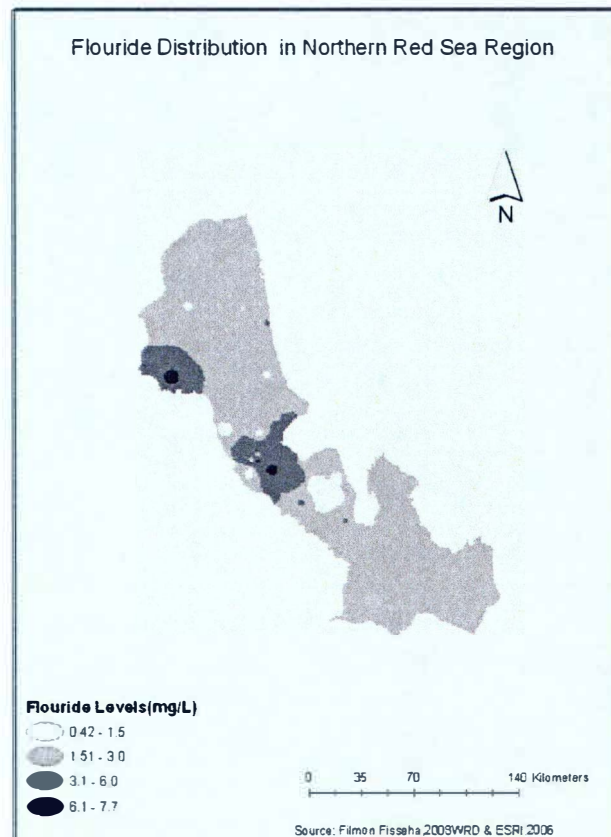 Flouride Distribution in Northern Red Sea Region
N
Flouride Levels(mg/L)
0.42 - 1.5
1.51 - 3.0
3.1 - 6.0
6.1 - 7.7
0 35 70 140 Kilometers
Source: Filmon Fisseha,2009WRD & ESRI,2006